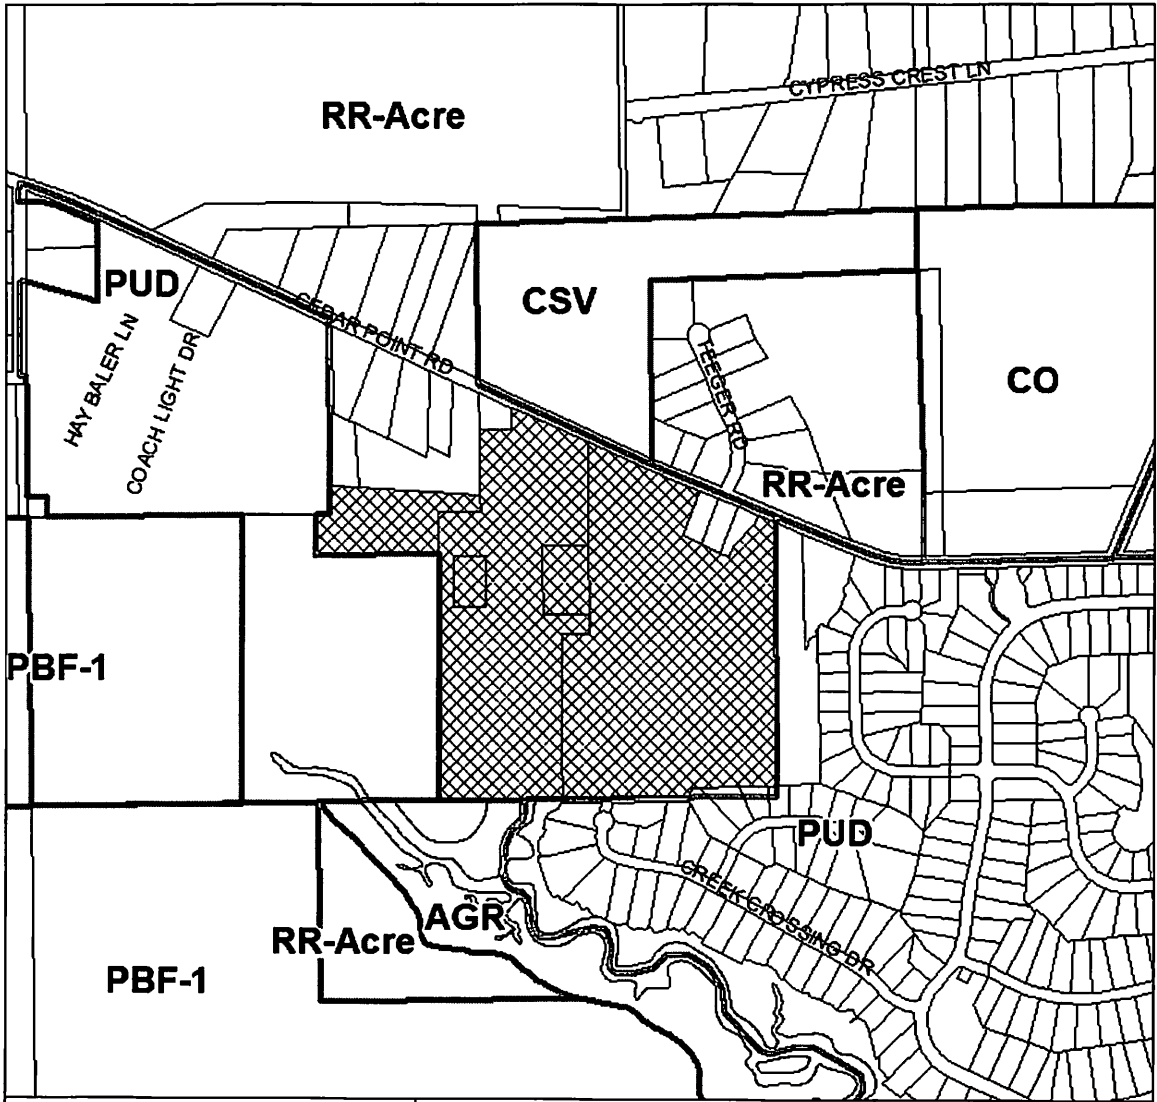 CYPRESS CREST LN
RR-Acre
PUD
CSV
CEDAR POINT RD
HAY BALER LN
COACH LIGHT DR
TEEGER RD
CO
RR-Acre
PBF-1
PUD
CREEK CROSSING DR
AGR
RR-Acre
PBF-1